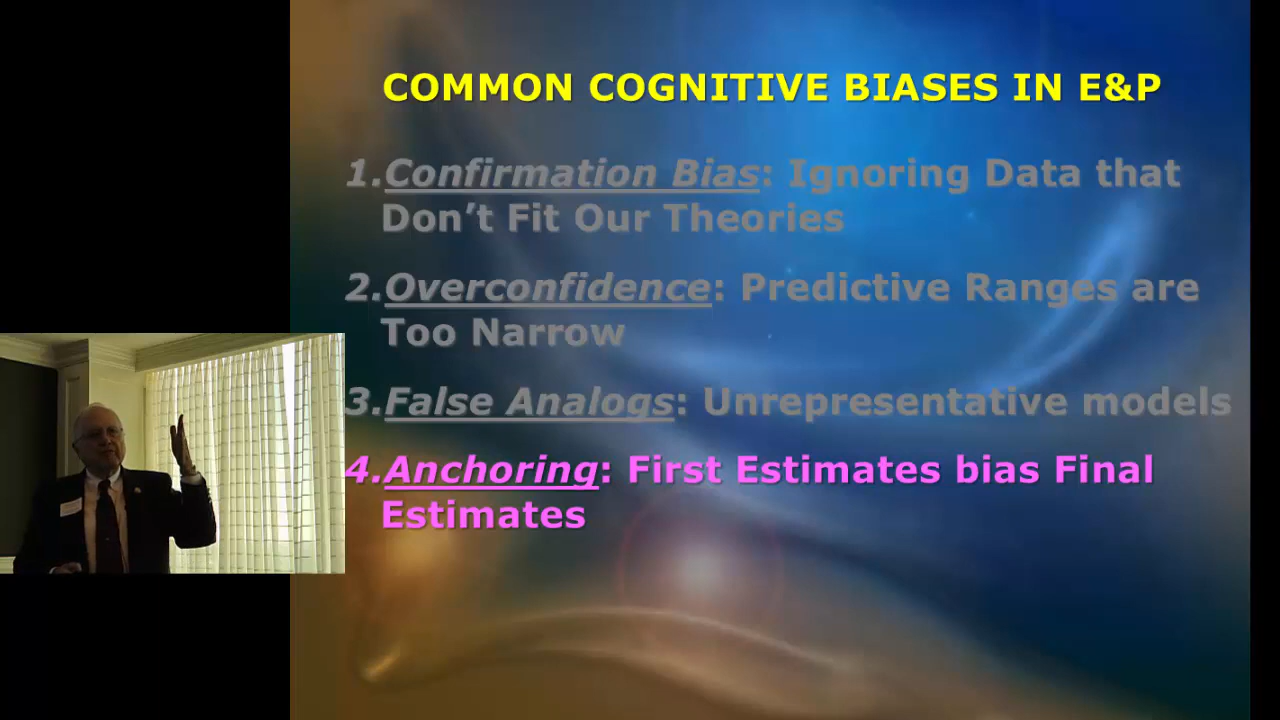 COMMON COGNITIVE BIASES IN E&P
1.Confirmation Bias: Ignoring Data that
Don’t Fit Our Theories
2.Overconfidence: Predictive Ranges are
Too Narrow
3.False Analogs: Unrepresentative models
4.Anchoring: First Estimates bias Final
Estimates